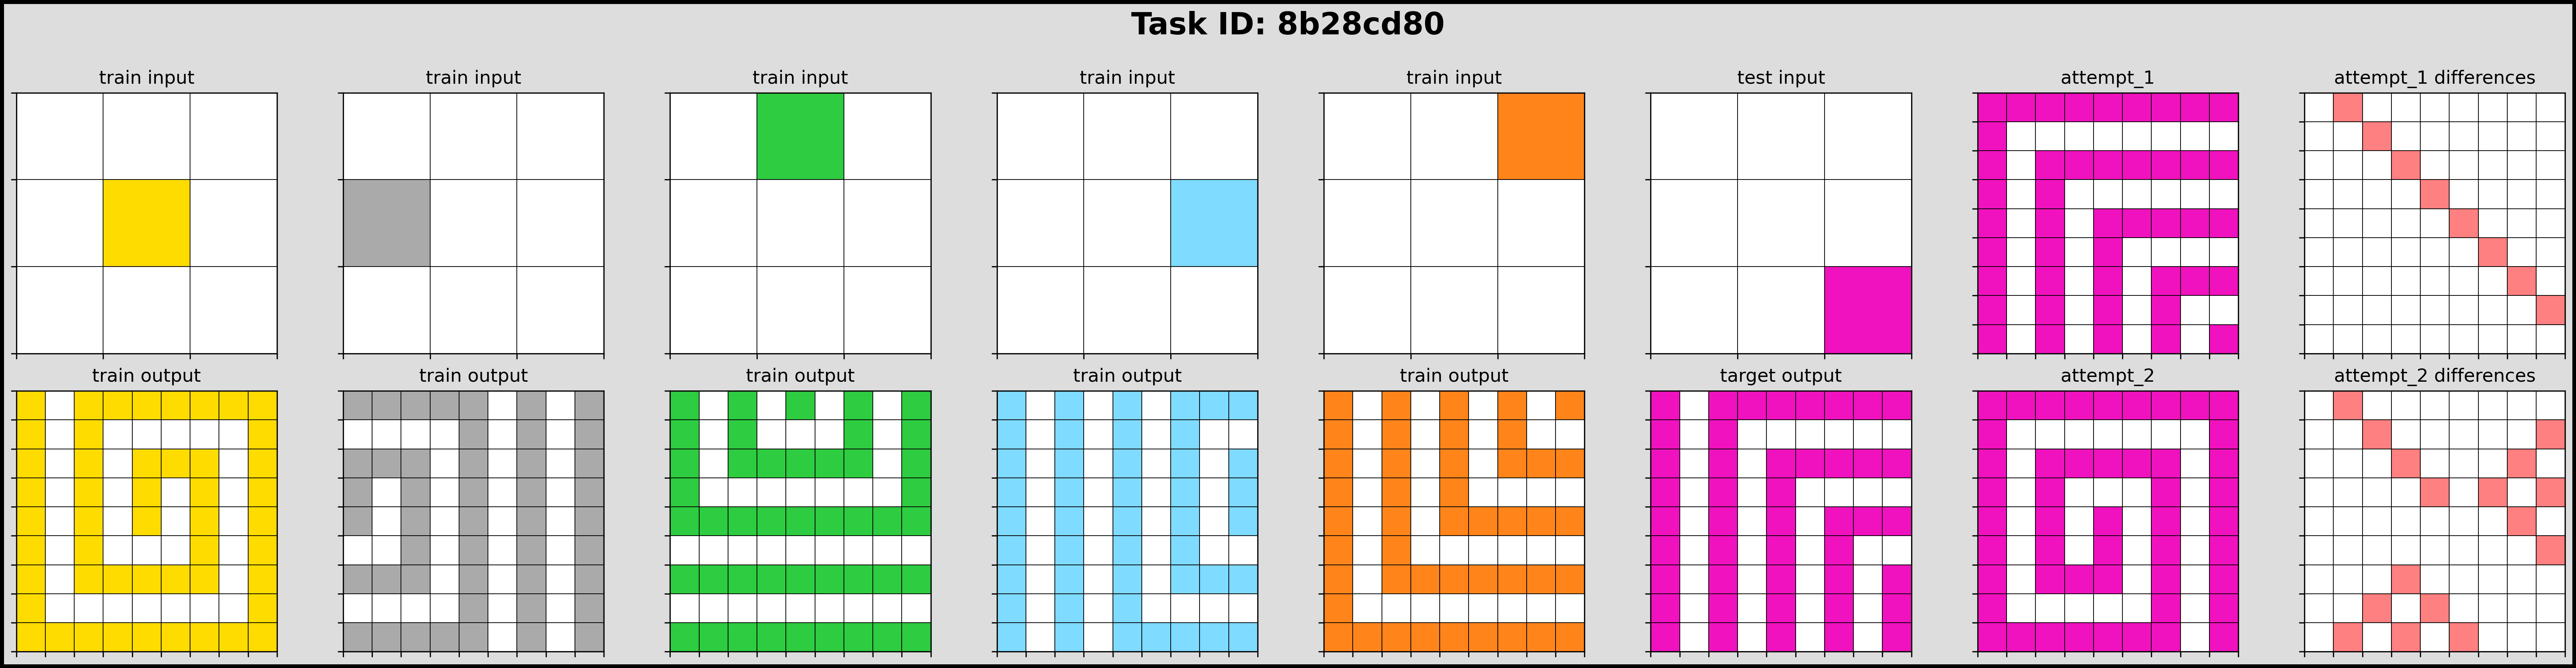 Task ID: 8b28cd80
train input
train input
train input
train input
train input
test input
attempt_1
attempt_1 differences
train output
train output
train output
train output
train output
target output
attempt_2
attempt_2 differences